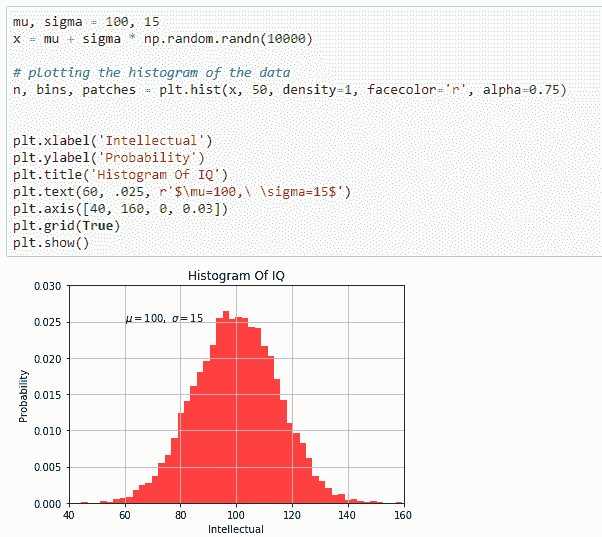 mu, sigma = 100, 15
x = mu + sigma * np.random.randn(10000)
# plotting the histogram of the data
n, bins, patches = plt.hist(x, 50, density=1, facecolor='r', alpha=0.75)
plt.xlabel('Intellectual')
plt.ylabel('Probability')
plt.title('Histogram Of IQ')
plt.text(60, .025, r'$\mu=100,\ \sigma=15$')
plt.axis([40, 160, 0, 0.03])
plt.grid(True)
plt.show()
Histogram Of IQ
0.030
0.025
0.020
0.015
0.010
0.005
0.000
Probability
μ = 100, σ = 15
40 60 80 100 120 140 160
Intellectual